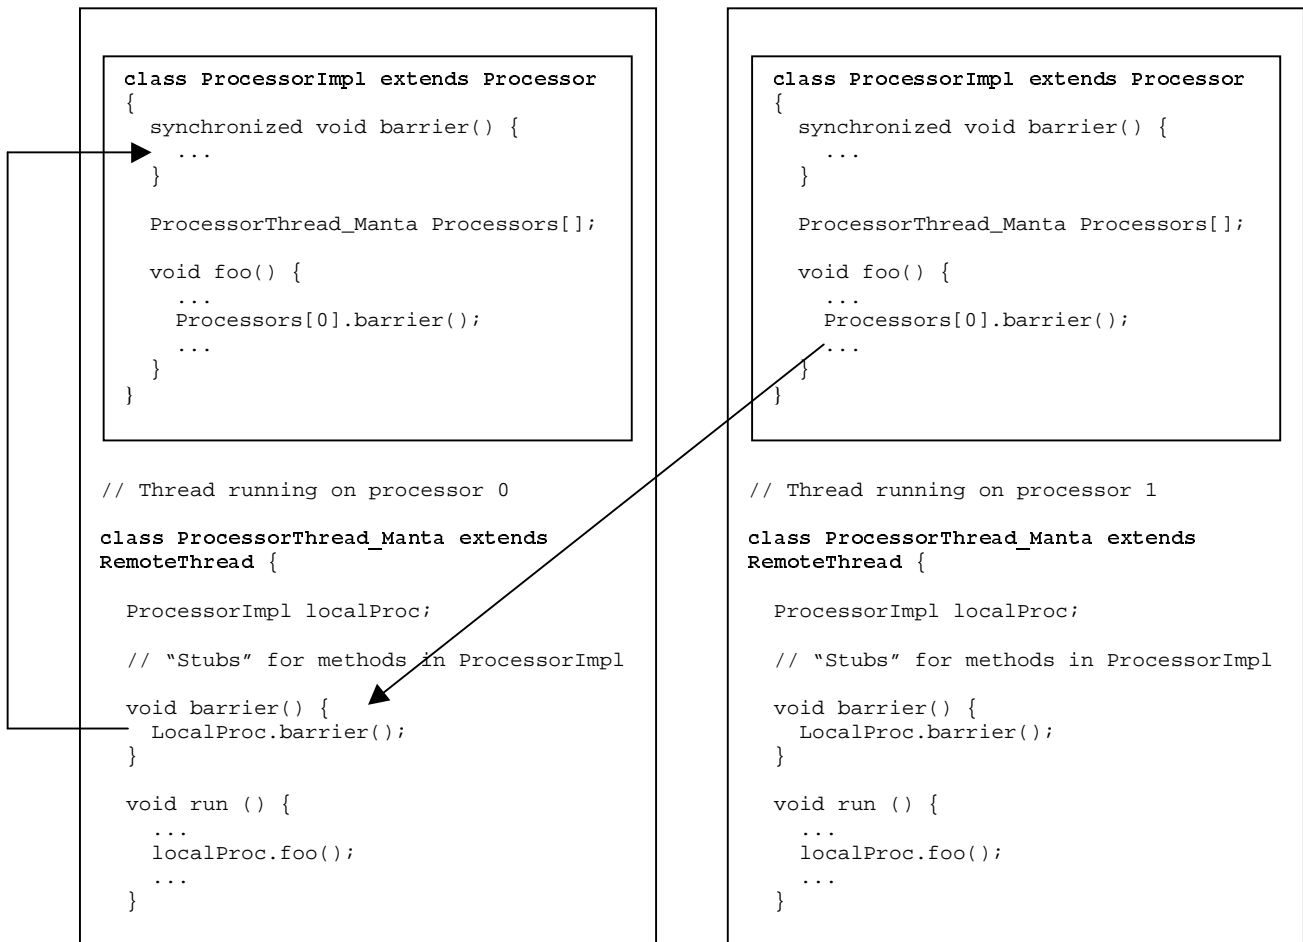 class ProcessorImpl extends Processor
{
synchronized void barrier() {
...
}
ProcessorThread_Manta Processors[];
void foo() {
...
Processors[0].barrier();
...
}
}
// Thread running on processor 0
class ProcessorThread_Manta extends
RemoteThread {
ProcessorImpl localProc;
// “Stubs” for methods in ProcessorImpl
void barrier() {
LocalProc.barrier();
}
void run () {
...
localProc.foo();
...
}
class ProcessorImpl extends Processor
{
synchronized void barrier() {
...
}
ProcessorThread_Manta Processors[];
void foo() {
...
Processors[0].barrier();
...
}
}
// Thread running on processor 1
class ProcessorThread_Manta extends
RemoteThread {
ProcessorImpl localProc;
// “Stubs” for methods in ProcessorImpl
void barrier() {
LocalProc.barrier();
}
void run () {
...
localProc.foo();
...
}